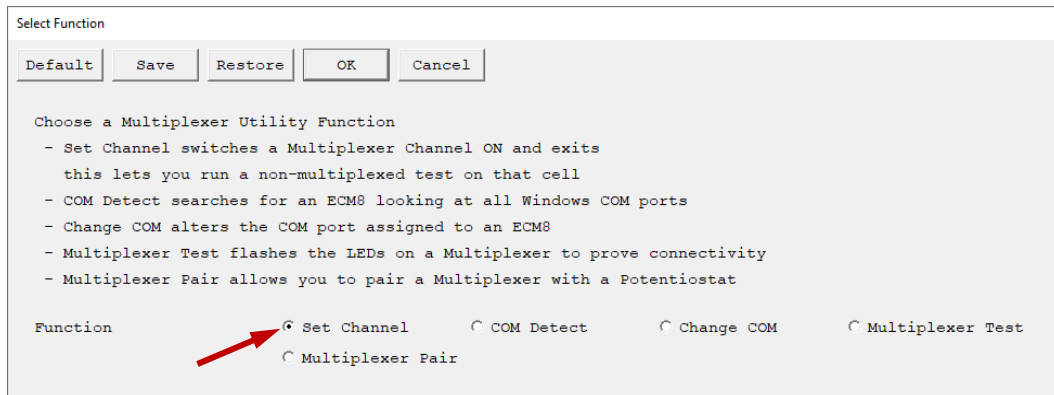 Select Function
Default Save Restore OK Cancel
Choose a Multiplexer Utility Function
- Set Channel switches a Multiplexer Channel ON and exits
this lets you run a non-multiplexed test on that cell
- COM Detect searches for an ECM8 looking at all Windows COM ports
- Change COM alters the COM port assigned to an ECM8
- Multiplexer Test flashes the LEDs on a Multiplexer to prove connectivity
- Multiplexer Pair allows you to pair a Multiplexer with a Potentiostat
Function Set Channel COM Detect Change COM Multiplexer Test
Multiplexer Pair